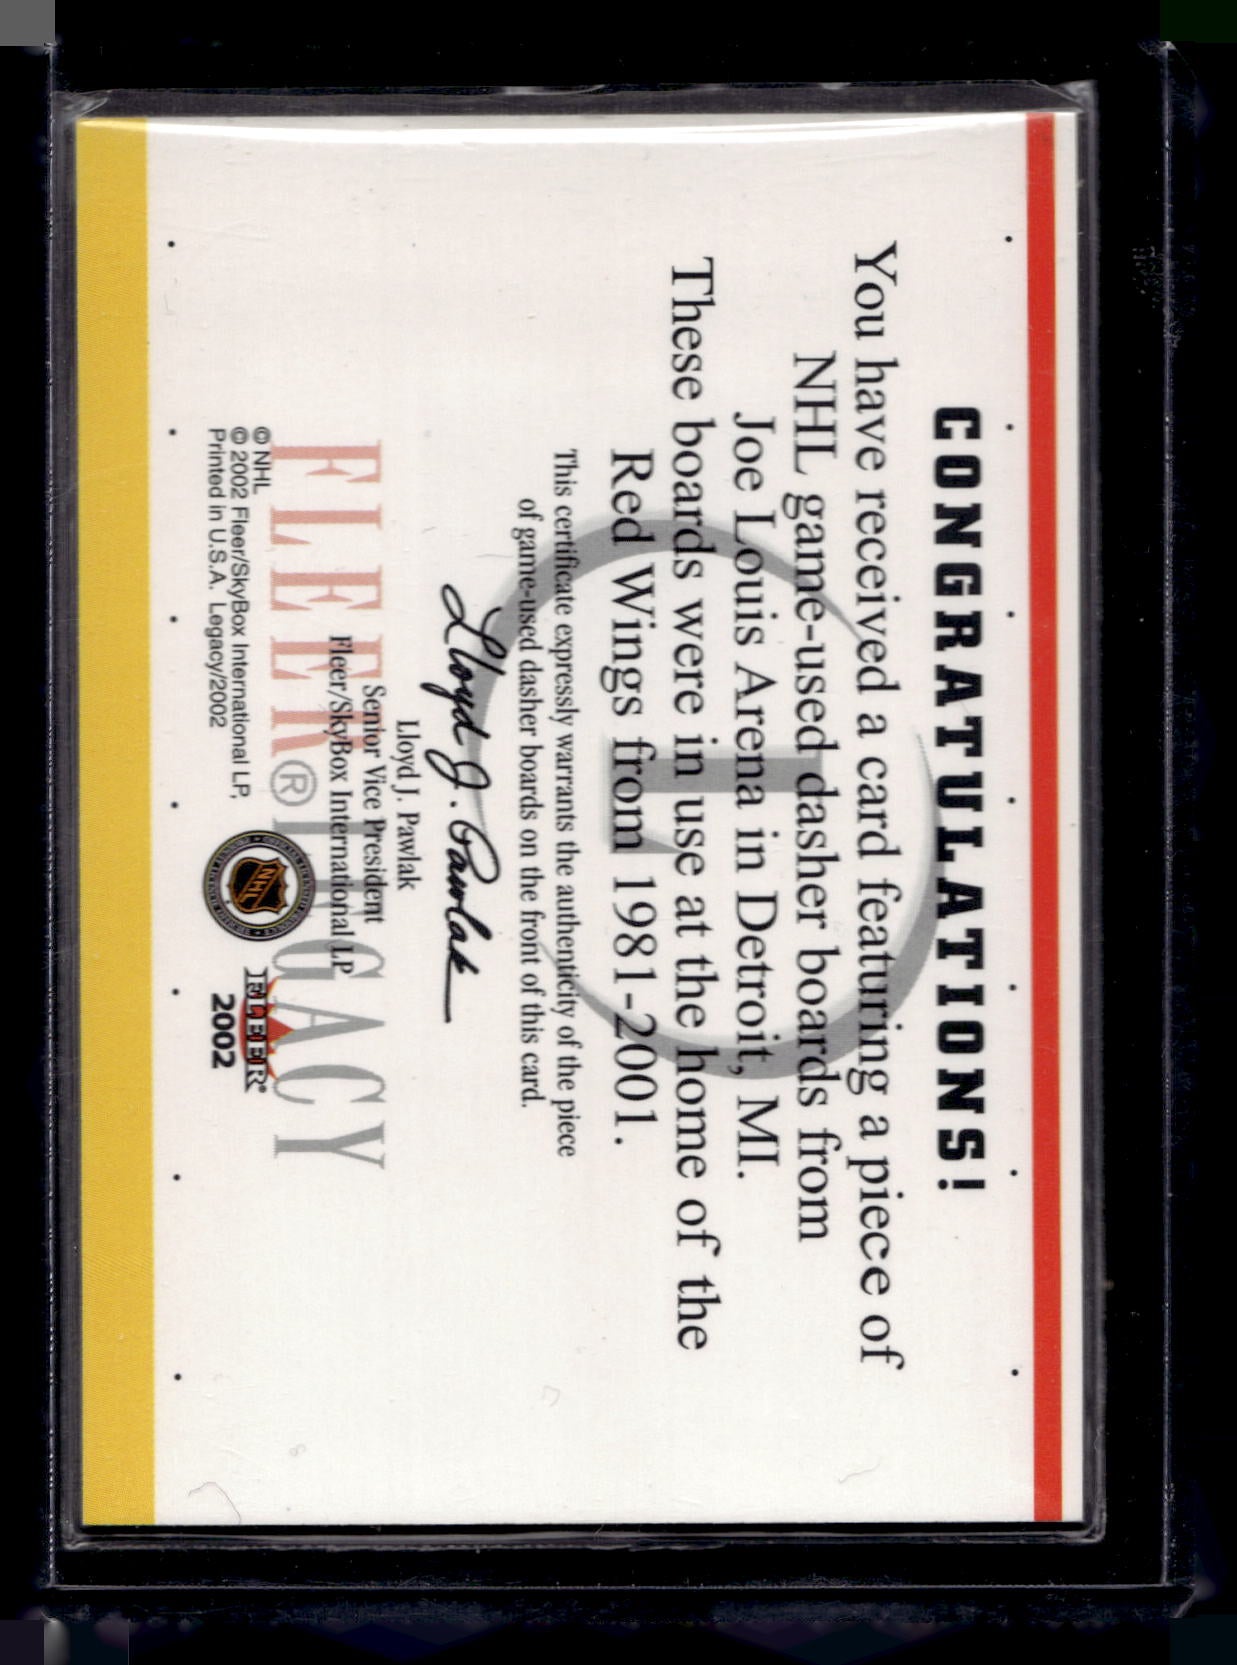 CONGRATULATIONS!
You have received a card featuring a piece of
NHL game-used dasher boards from
Joe Louis Arena in Detroit, MI.
These boards were in use at the home of the
Red Wings from 1981-2001.
This certificate expressly warrants the authenticity of the piece
of game-used dasher boards on the front of this card.
Lloyd J. Pawlak
Lloyd J. Pawlak
Senior Vice President
Fleer/SkyBox International LP
FLEER® LEGACY
© NHL
© 2002 Fleer/SkyBox International LP,
Printed in U.S.A. Legacy/2002
NHL
FLEER®
2002